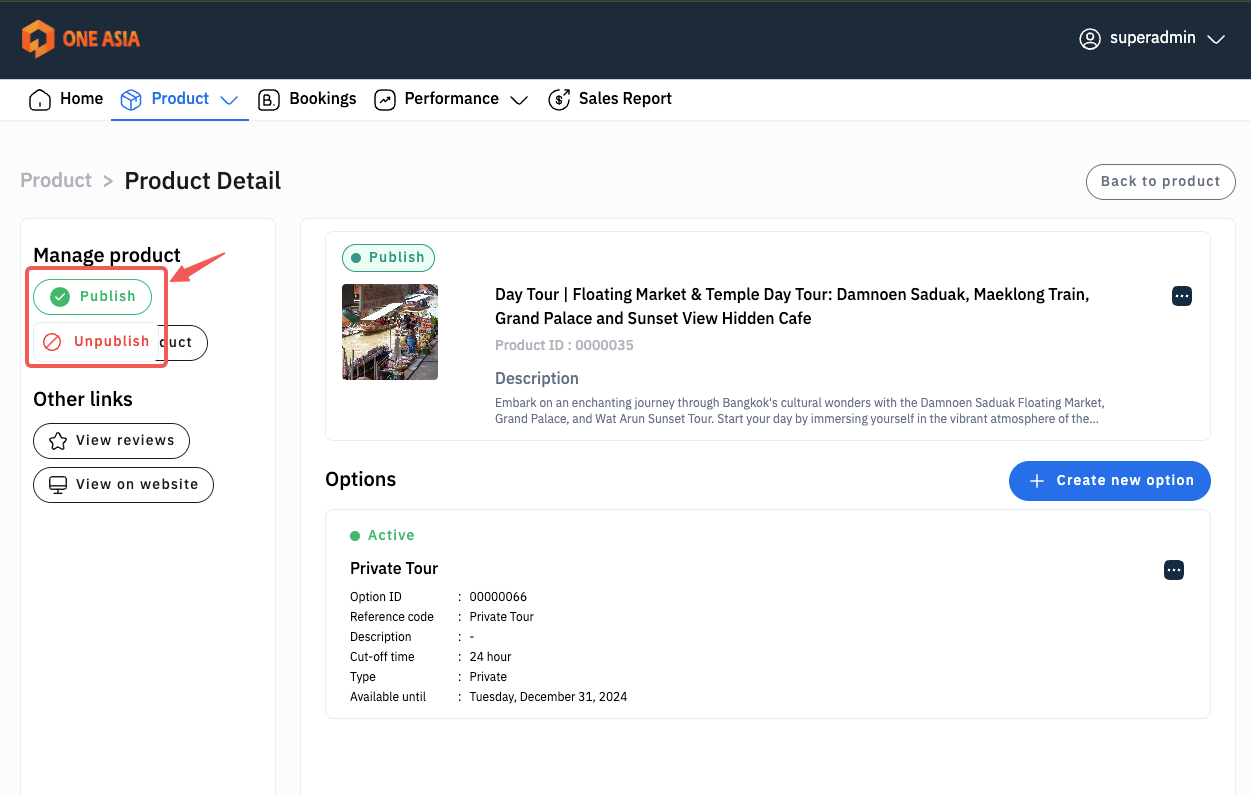 ONE ASIA
superadmin
Home
Product
B.
Bookings
Performance
$
Sales Report
Product > Product Detail
Back to product
Manage product
Publish
Unpublish
duct
Other links
View reviews
View on website
Publish
Day Tour | Floating Market & Temple Day Tour: Damnoen Saduak, Maeklong Train,
Grand Palace and Sunset View Hidden Cafe
Product ID : 0000035
Description
Embark on an enchanting journey through Bangkok's cultural wonders with the Damnoen Saduak Floating Market,
Grand Palace, and Wat Arun Sunset Tour. Start your day by immersing yourself in the vibrant atmosphere of the...
Options
+ Create new option
Active
Private Tour
Option ID : 00000066
Reference code : Private Tour
Description : -
Cut-off time : 24 hour
Type : Private
Available until : Tuesday, December 31, 2024